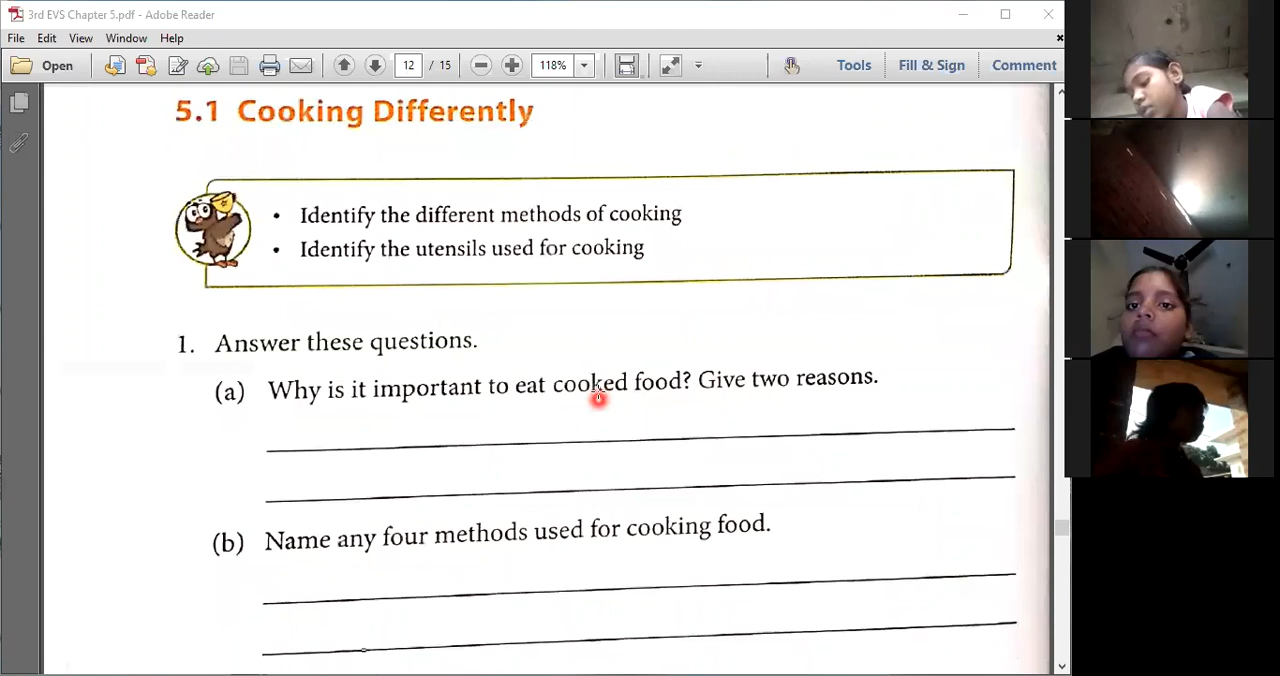 3rd EVS Chapter 5.pdf - Adobe Reader
File Edit View Window Help
Open 12 / 15 118% Tools Fill & Sign Comment
5.1 Cooking Differently
• Identify the different methods of cooking
• Identify the utensils used for cooking
1. Answer these questions.
(a) Why is it important to eat cooked food? Give two reasons.
(b) Name any four methods used for cooking food.